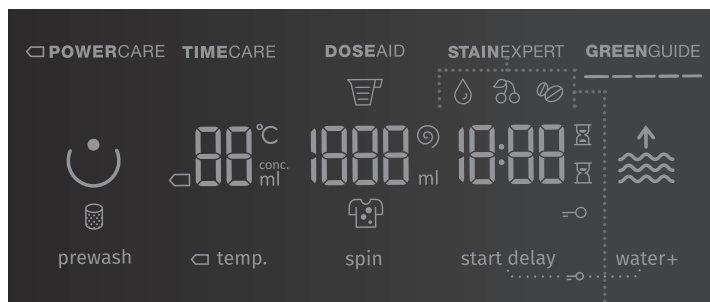 POWERCARE TIMECARE DOSEAID STAINEXPERT GREENGUIDE
88 °C 1888 18:88
conc.
ml ml
prewash temp. spin start delay water+